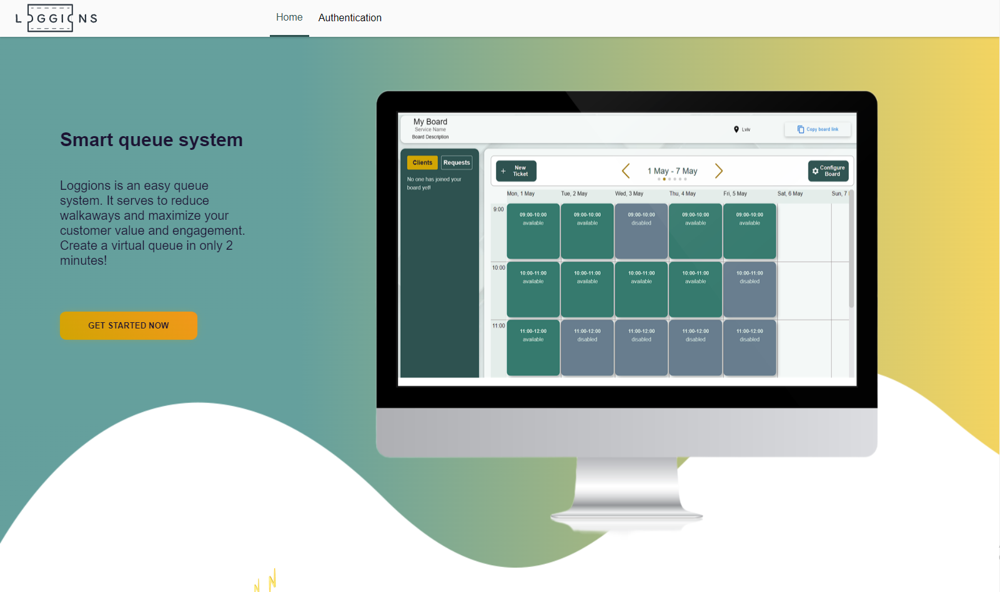 LOGGIONS
Home
Authentication
Smart queue system
Loggions is an easy queue
system. It serves to reduce
walkaways and maximize your
customer value and engagement.
Create a virtual queue in only 2
minutes!
GET STARTED NOW
My Board
Service Name
Board Description
Lviv
Copy board link
Clients
Requests
No one has joined your
board yet!
+ New
Ticket
1 May - 7 May
Configure
Board
Mon, 1 May
Tue, 2 May
Wed, 3 May
Thu, 4 May
Fri, 5 May
Sat, 6 May
Sun, 7
9:00
09:00-10:00
available
09:00-10:00
available
09:00-10:00
disabled
09:00-10:00
available
09:00-10:00
available
10:00
10:00-11:00
available
10:00-11:00
available
10:00-11:00
available
10:00-11:00
available
10:00-11:00
disabled
11:00
11:00-12:00
available
11:00-12:00
disabled
11:00-12:00
disabled
11:00-12:00
disabled
11:00-12:00
disabled